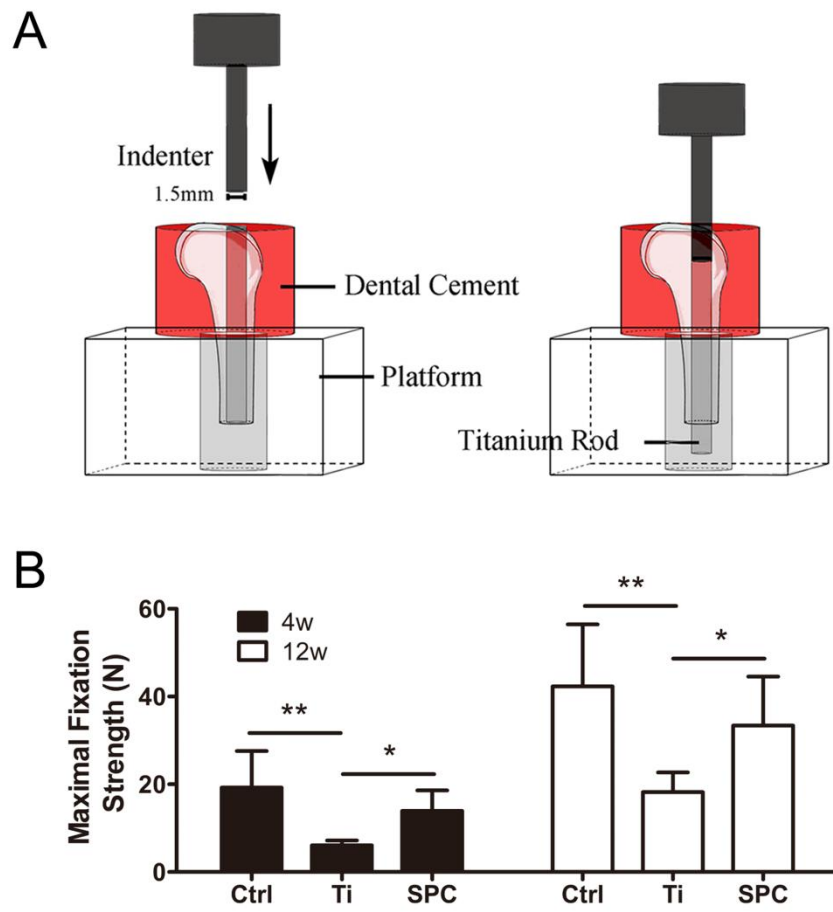 A
Indenter
1.5mm
Dental Cement
Platform
Titanium Rod
B
Maximal Fixation
Strength (N)
60
40
20
0
4w
12w
**
*
**
*
Ctrl Ti SPC Ctrl Ti SPC